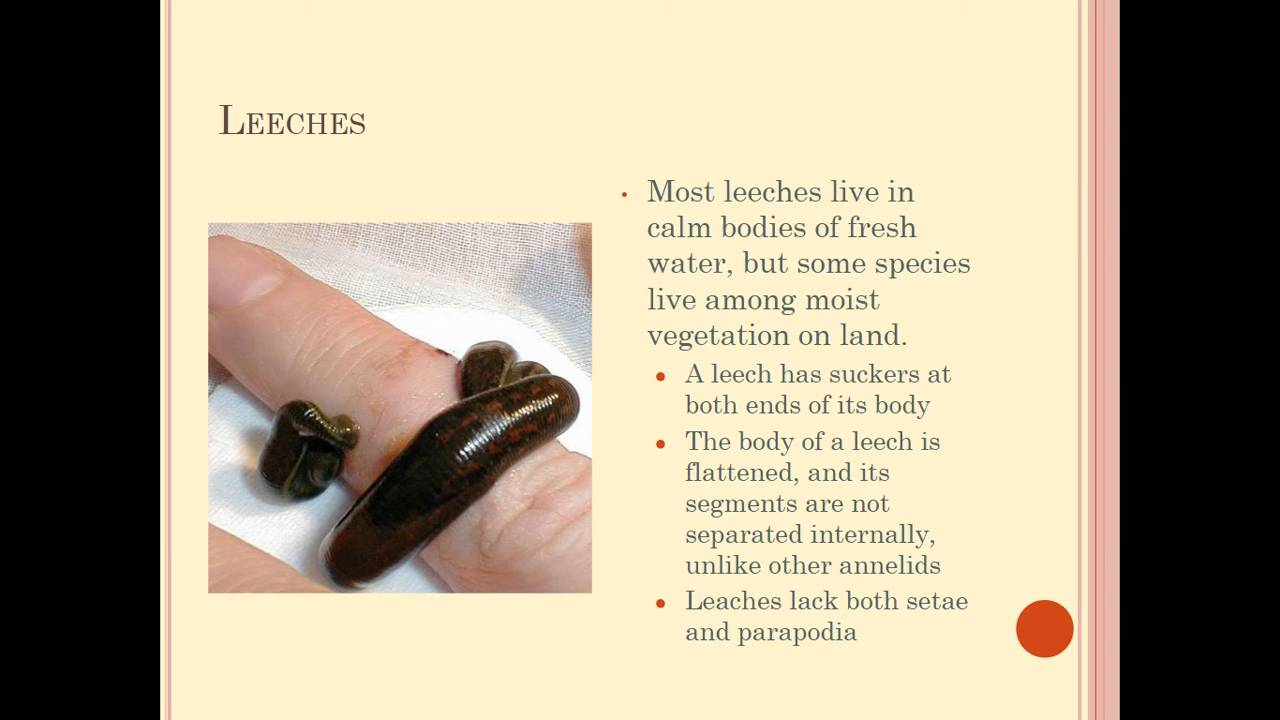 Leeches
• Most leeches live in
calm bodies of fresh
water, but some species
live among moist
vegetation on land.
• A leech has suckers at
both ends of its body
• The body of a leech is
flattened, and its
segments are not
separated internally,
unlike other annelids
• Leaches lack both setae
and parapodia